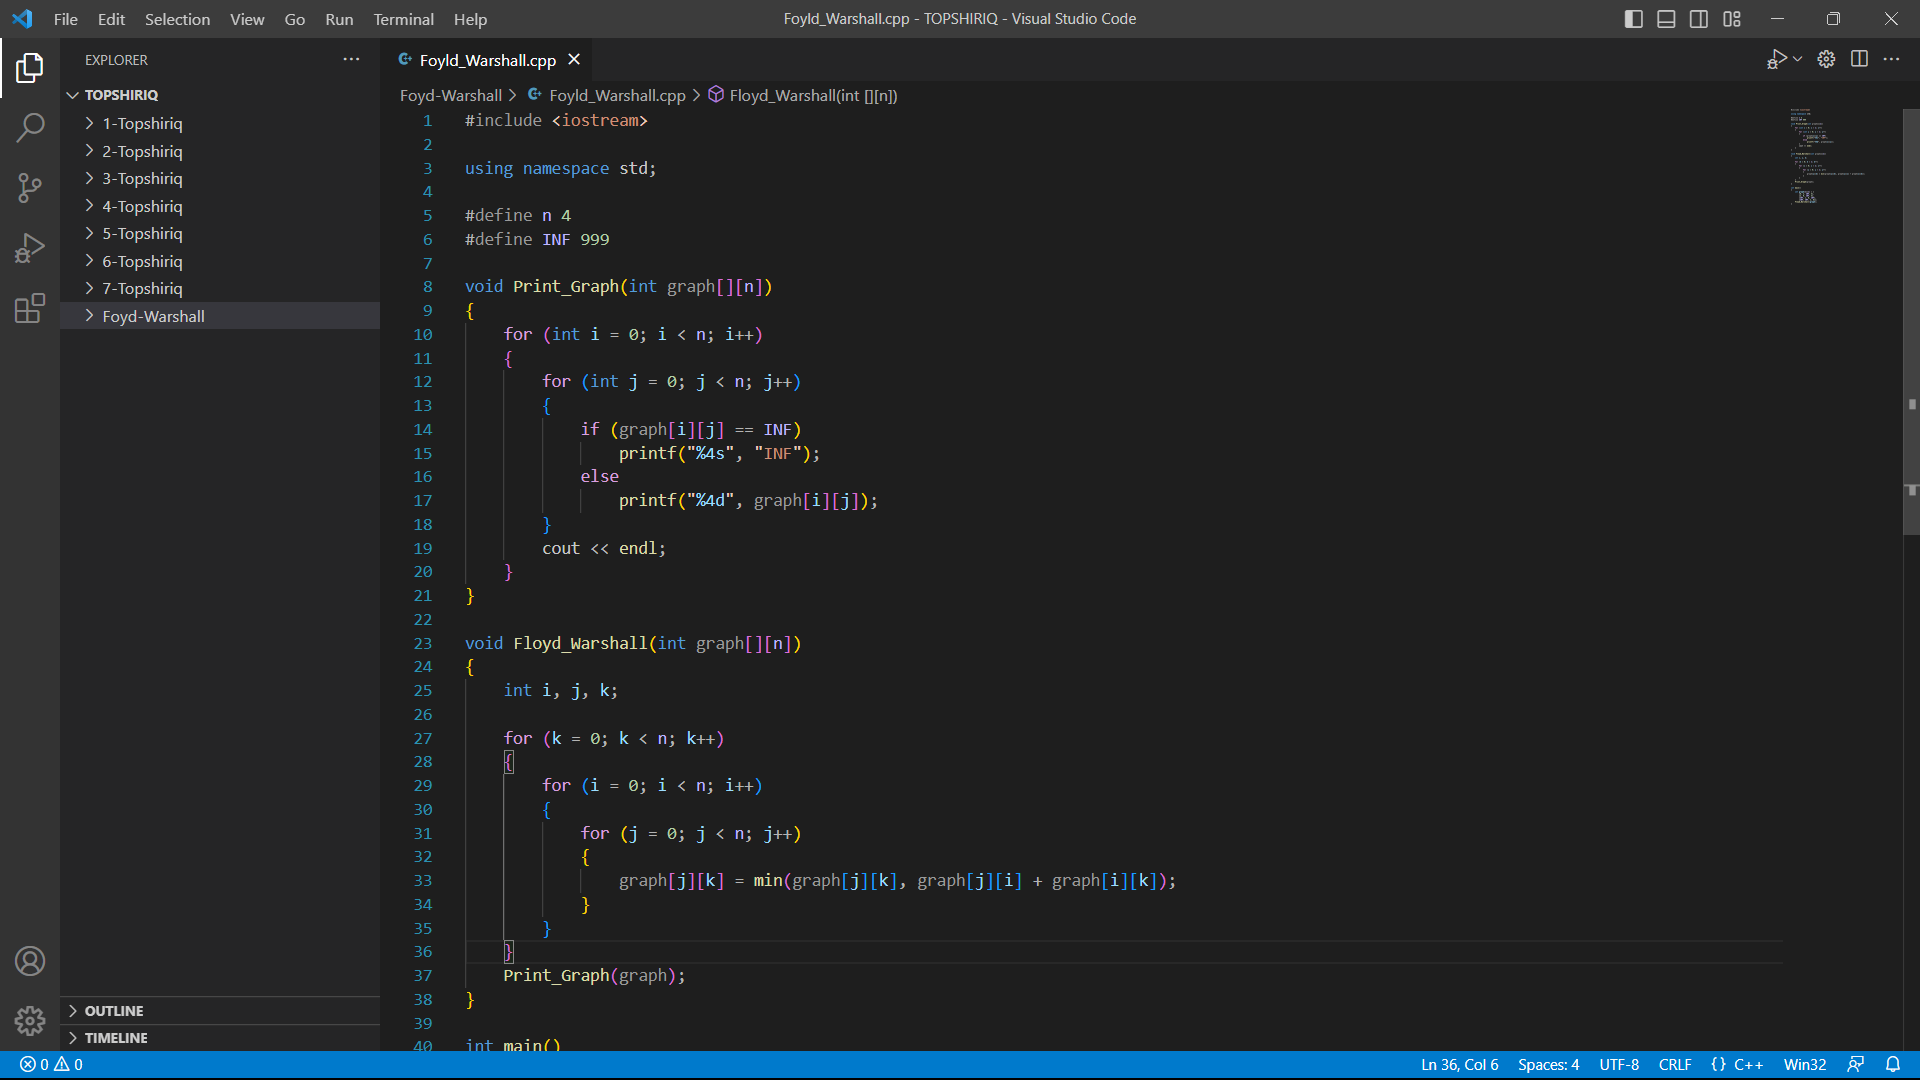 File Edit Selection View Go Run Terminal Help
Foyld_Warshall.cpp - TOPSHIRIQ - Visual Studio Code
EXPLORER
TOPSHIRIQ
1-Topshiriq
2-Topshiriq
3-Topshiriq
4-Topshiriq
5-Topshiriq
6-Topshiriq
7-Topshiriq
Foyd-Warshall
OUTLINE
TIMELINE
Foyld_Warshall.cpp
Foyd-Warshall > Foyld_Warshall.cpp > Floyd_Warshall(int [][n])
1 #include <iostream>
2
3 using namespace std;
4
5 #define n 4
6 #define INF 999
7
8 void Print_Graph(int graph[][n])
9 {
10 for (int i = 0; i < n; i++)
11 {
12 for (int j = 0; j < n; j++)
13 {
14 if (graph[i][j] == INF)
15 printf("%4s", "INF");
16 else
17 printf("%4d", graph[i][j]);
18 }
19 cout << endl;
20 }
21 }
22
23 void Floyd_Warshall(int graph[][n])
24 {
25 int i, j, k;
26
27 for (k = 0; k < n; k++)
28 {
29 for (i = 0; i < n; i++)
30 {
31 for (j = 0; j < n; j++)
32 {
33 graph[j][k] = min(graph[j][k], graph[j][i] + graph[i][k]);
34 }
35 }
36 }
37 Print_Graph(graph);
38 }
39
40 int main()
0 0
Ln 36, Col 6 Spaces: 4 UTF-8 CRLF {} C++ Win32